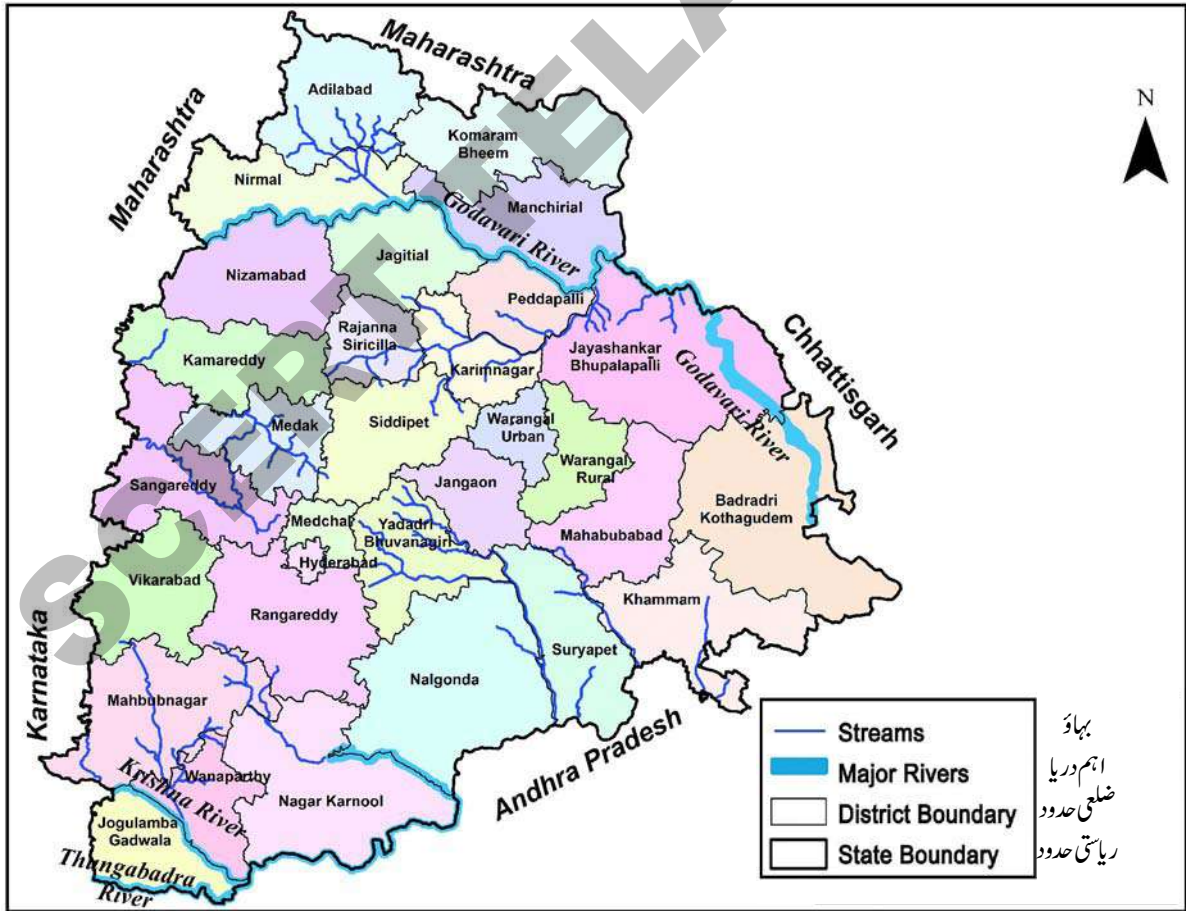 Maharashtra
Maharashtra
N
Adilabad
Komaram
Bheem
Nirmal
Manchirial
Godavari River
Jagitial
Nizamabad
Peddapalli
Rajanna
Siricilla
Kamareddy
Karimnagar
Jayashankar
Bhupalapalli
Godavari River
Chhattisgarh
Medak
Siddipet
Warangal
Urban
Warangal
Rural
Sangareddy
Jangaon
Badradri
Kothagudem
Medchal
Yadadri
Bhuvanagiri
Mahabubabad
Hyderabad
Vikarabad
Khammam
Rangareddy
Karnataka
Suryapet
Nalgonda
Mahbubnagar
Andhra Pradesh
Wanaparthy
Krishna River
Nagar Karnool
Jogulamba
Gadwala
Thungabadra
River
Streams بہاؤ
Major Rivers اہم دریا
District Boundary ضلعی حدود
State Boundary ریاستی حدود
SCERT TELA